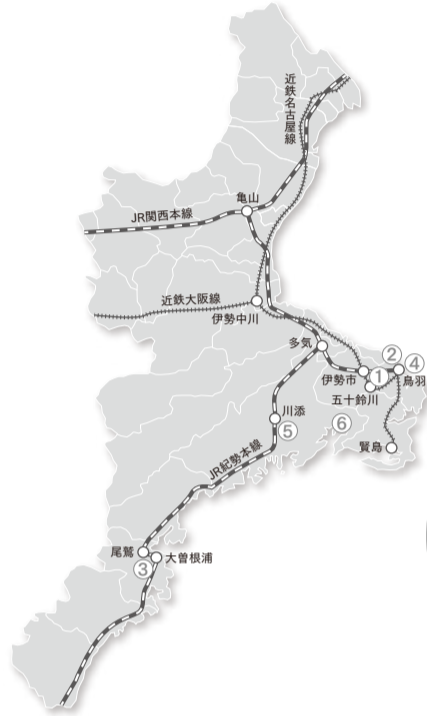 近鉄名古屋線
亀山
JR関西本線
近鉄大阪線
伊勢中川
多気
②
④
伊勢市
①
鳥羽
五十鈴川
川添
⑤
⑥
賢島
JR紀勢本線
尾鷲
大曽根浦
③